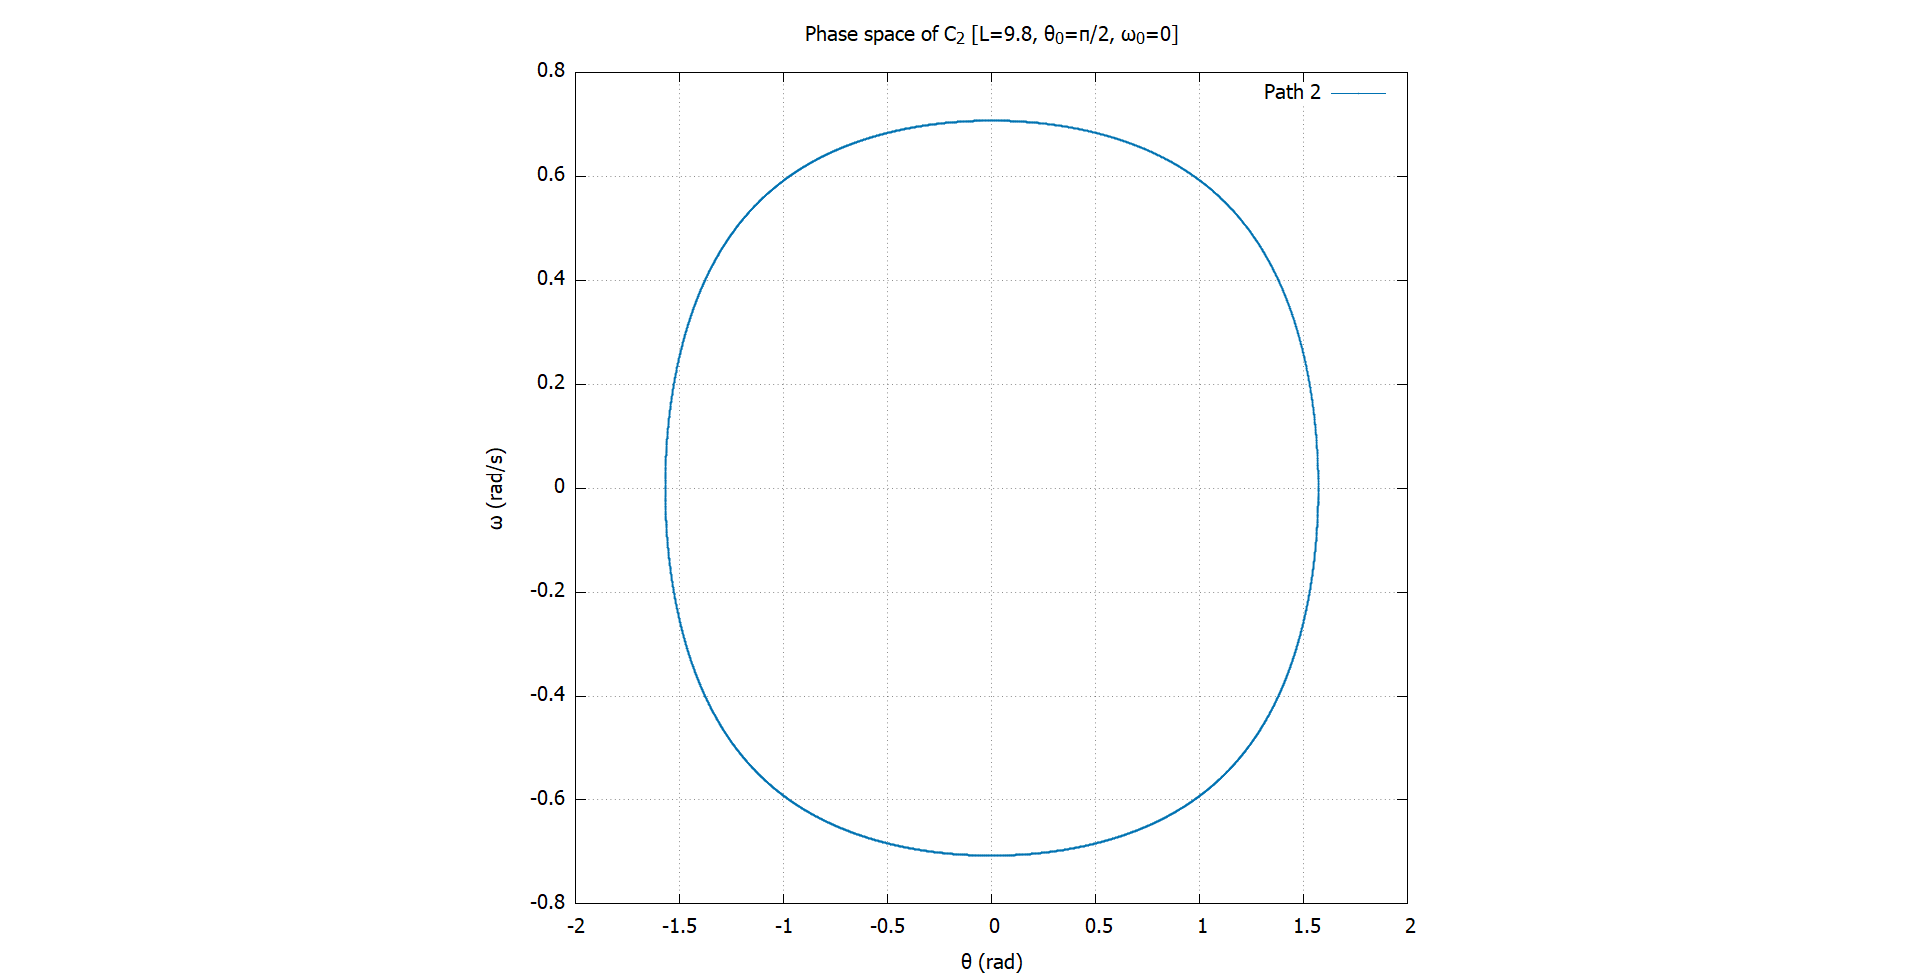 Phase space of C₂ [L=9.8, θ₀=π/2, ω₀=0]
Path 2
0.8
0.6
0.4
0.2
0
-0.2
-0.4
-0.6
-0.8
ω (rad/s)
-2 -1.5 -1 -0.5 0 0.5 1 1.5 2
θ (rad)